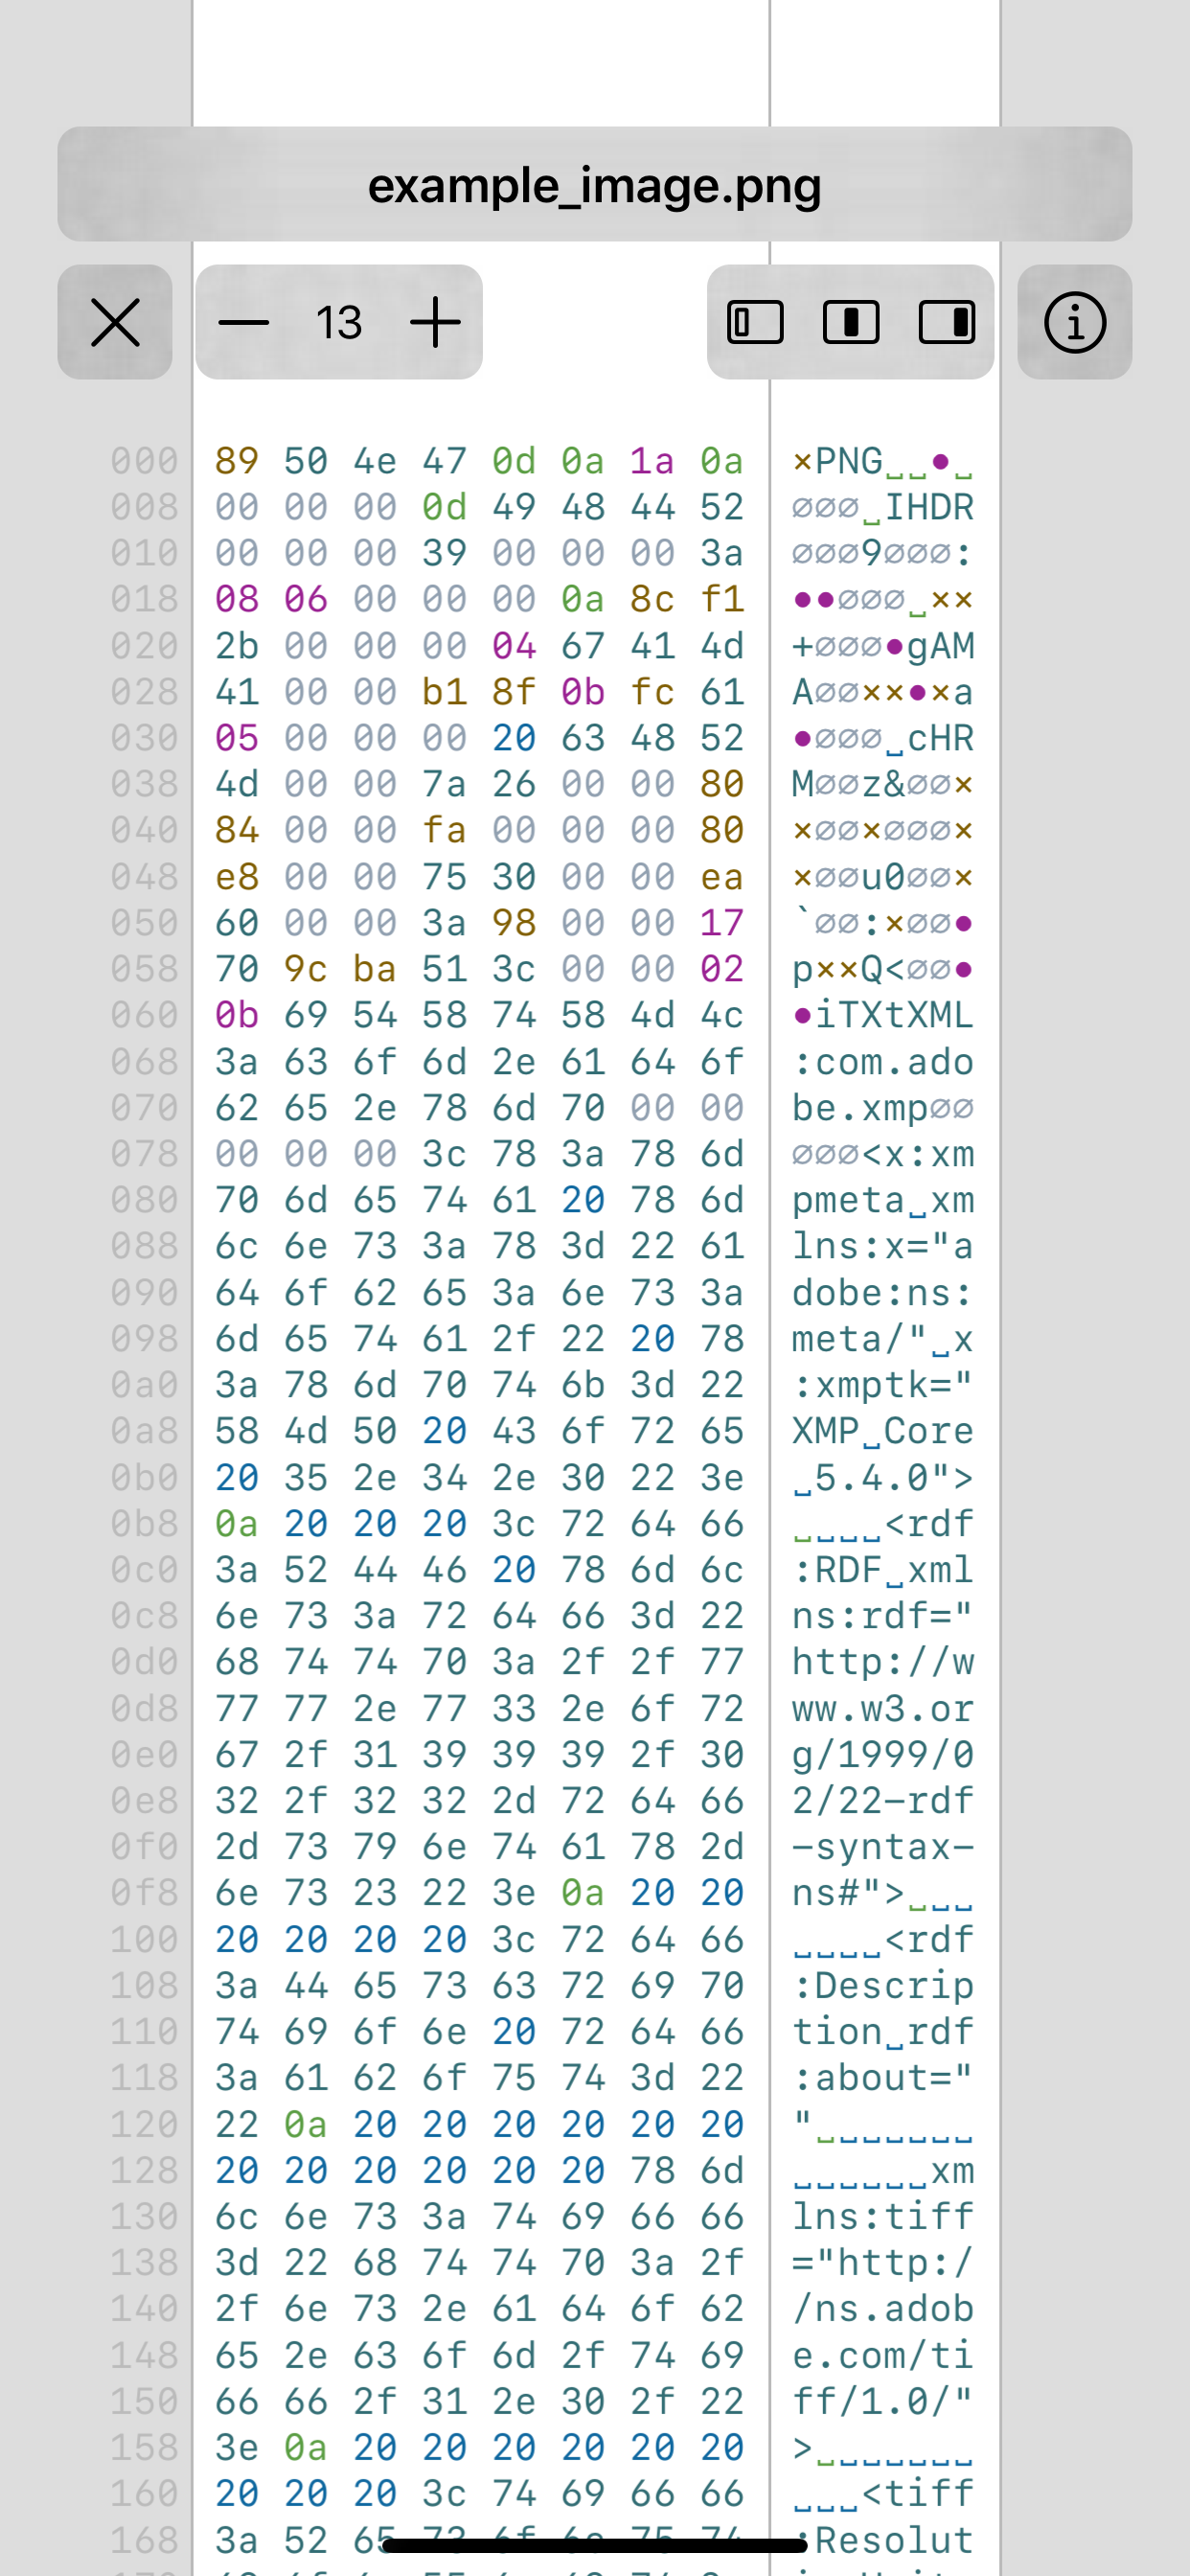 example_image.png
13
000 89 50 4e 47 0d 0a 1a 0a ×PNG␣␣•␣
008 00 00 00 0d 49 48 44 52 ∅∅∅␣IHDR
010 00 00 00 39 00 00 00 3a ∅∅∅9∅∅∅:
018 08 06 00 00 00 0a 8c f1 ••∅∅∅␣××
020 2b 00 00 00 04 67 41 4d +∅∅∅•gAM
028 41 00 00 b1 8f 0b fc 61 A∅∅××•×a
030 05 00 00 00 20 63 48 52 •∅∅∅␣cHR
038 4d 00 00 7a 26 00 00 80 M∅∅z&∅∅×
040 84 00 00 fa 00 00 00 80 ×∅∅×∅∅∅×
048 e8 00 00 75 30 00 00 ea ×∅∅u0∅∅×
050 60 00 00 3a 98 00 00 17 `∅∅:×∅∅•
058 70 9c ba 51 3c 00 00 02 p××Q<∅∅•
060 0b 69 54 58 74 58 4d 4c •iTXtXML
068 3a 63 6f 6d 2e 61 64 6f :com.ado
070 62 65 2e 78 6d 70 00 00 be.xmp∅∅
078 00 00 00 3c 78 3a 78 6d ∅∅∅<x:xm
080 70 6d 65 74 61 20 78 6d pmeta␣xm
088 6c 6e 73 3a 78 3d 22 61 lns:x="a
090 64 6f 62 65 3a 6e 73 3a dobe:ns:
098 6d 65 74 61 2f 22 20 78 meta/"␣x
0a0 3a 78 6d 70 74 6b 3d 22 :xmptk="
0a8 58 4d 50 20 43 6f 72 65 XMP␣Core
0b0 20 35 2e 34 2e 30 22 3e ␣5.4.0">
0b8 0a 20 20 20 3c 72 64 66 ␣␣␣␣<rdf
0c0 3a 52 44 46 20 78 6d 6c :RDF␣xml
0c8 6e 73 3a 72 64 66 3d 22 ns:rdf="
0d0 68 74 74 70 3a 2f 2f 77 http://w
0d8 77 77 2e 77 33 2e 6f 72 ww.w3.or
0e0 67 2f 31 39 39 39 2f 30 g/1999/0
0e8 32 2f 32 32 2d 72 64 66 2/22-rdf
0f0 2d 73 79 6e 74 61 78 2d -syntax-
0f8 6e 73 23 22 3e 0a 20 20 ns#">␣␣␣
100 20 20 20 20 3c 72 64 66 ␣␣␣␣<rdf
108 3a 44 65 73 63 72 69 70 :Descrip
110 74 69 6f 6e 20 72 64 66 tion␣rdf
118 3a 61 62 6f 75 74 3d 22 :about="
120 22 0a 20 20 20 20 20 20 "␣␣␣␣␣␣␣
128 20 20 20 20 20 20 78 6d ␣␣␣␣␣␣xm
130 6c 6e 73 3a 74 69 66 66 lns:tiff
138 3d 22 68 74 74 70 3a 2f ="http:/
140 2f 6e 73 2e 61 64 6f 62 /ns.adob
148 65 2e 63 6f 6d 2f 74 69 e.com/ti
150 66 66 2f 31 2e 30 2f 22 ff/1.0/"
158 3e 0a 20 20 20 20 20 20 >␣␣␣␣␣␣␣
160 20 20 20 3c 74 69 66 66 ␣␣␣<tiff
168 3a 52 65 73 6f 6c 75 74 :Resolut